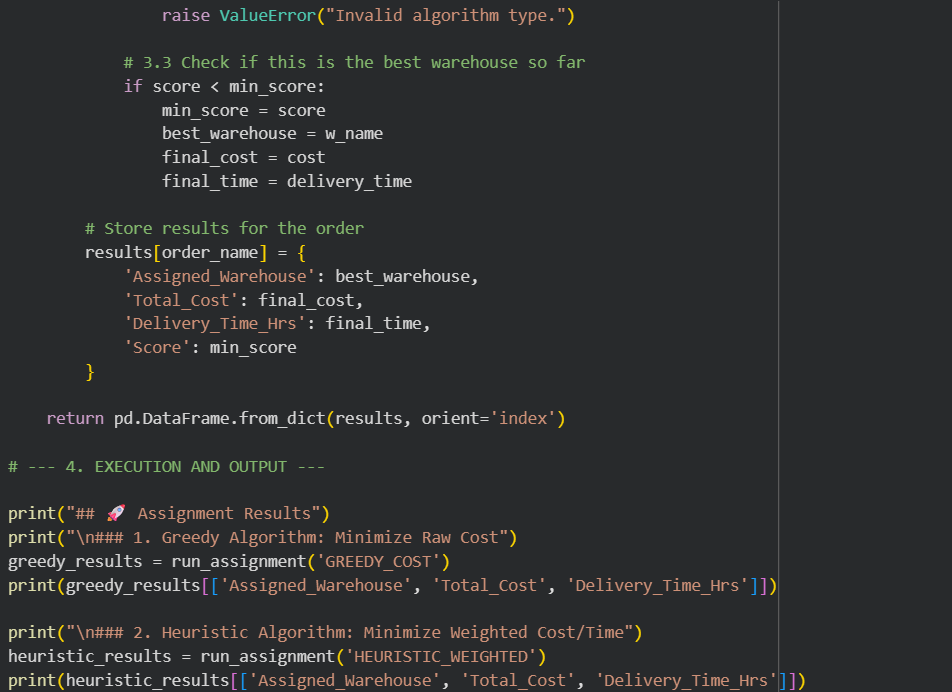 raise ValueError("Invalid algorithm type.")

            # 3.3 Check if this is the best warehouse so far
            if score < min_score:
                min_score = score
                best_warehouse = w_name
                final_cost = cost
                final_time = delivery_time

        # Store results for the order
        results[order_name] = {
            'Assigned_Warehouse': best_warehouse,
            'Total_Cost': final_cost,
            'Delivery_Time_Hrs': final_time,
            'Score': min_score
        }

    return pd.DataFrame.from_dict(results, orient='index')

# --- 4. EXECUTION AND OUTPUT ---

print("## 🚀 Assignment Results")
print("\n### 1. Greedy Algorithm: Minimize Raw Cost")
greedy_results = run_assignment('GREEDY_COST')
print(greedy_results[['Assigned_Warehouse', 'Total_Cost', 'Delivery_Time_Hrs']])

print("\n### 2. Heuristic Algorithm: Minimize Weighted Cost/Time")
heuristic_results = run_assignment('HEURISTIC_WEIGHTED')
print(heuristic_results[['Assigned_Warehouse', 'Total_Cost', 'Delivery_Time_Hrs']])